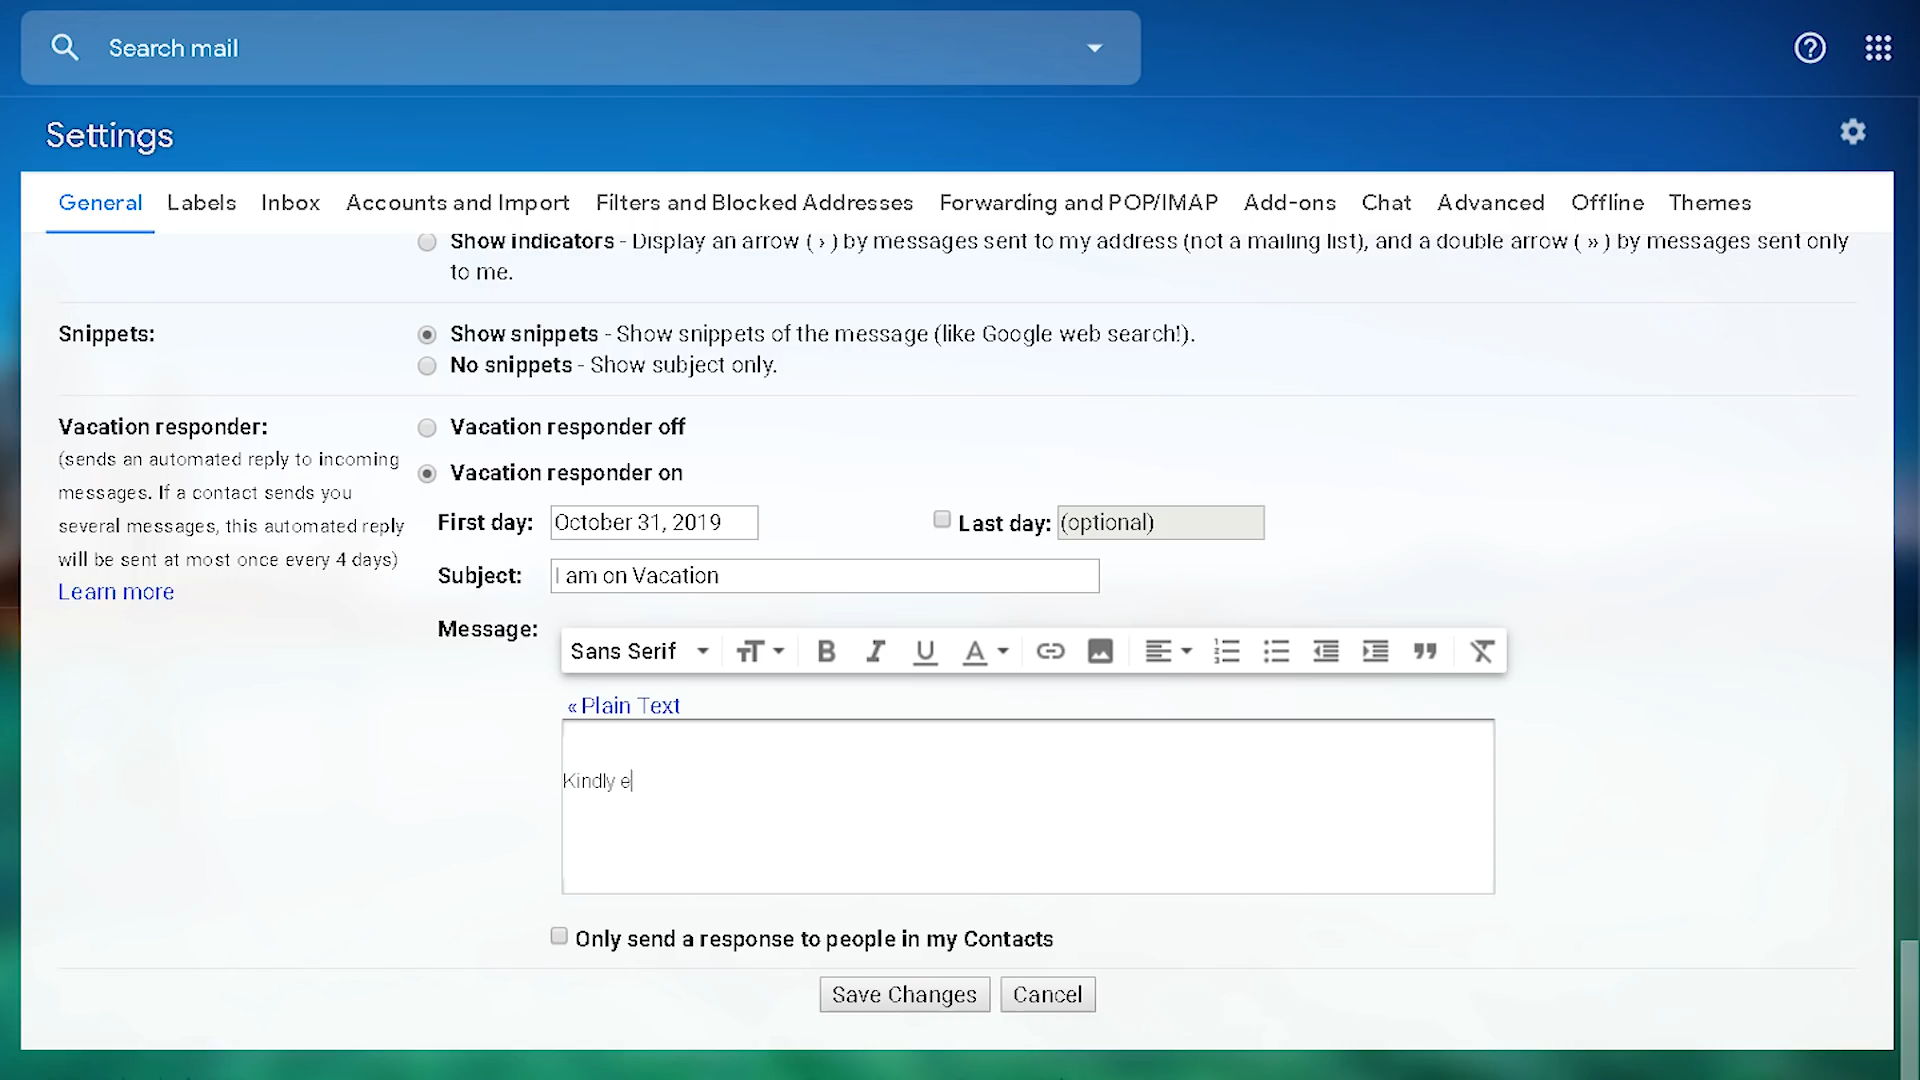 Search mail
Settings
General Labels Inbox Accounts and Import Filters and Blocked Addresses Forwarding and POP/IMAP Add-ons Chat Advanced Offline Themes
Show indicators - Display an arrow ( › ) by messages sent to my address (not a mailing list), and a double arrow ( » ) by messages sent only
to me.
Snippets:
Show snippets - Show snippets of the message (like Google web search!).
No snippets - Show subject only.
Vacation responder:
(sends an automated reply to incoming
messages. If a contact sends you
several messages, this automated reply
will be sent at most once every 4 days)
Learn more
Vacation responder off
Vacation responder on
First day: October 31, 2019 Last day: (optional)
Subject: I am on Vacation
Message:
Sans Serif
« Plain Text
Kindly e
Only send a response to people in my Contacts
Save Changes Cancel